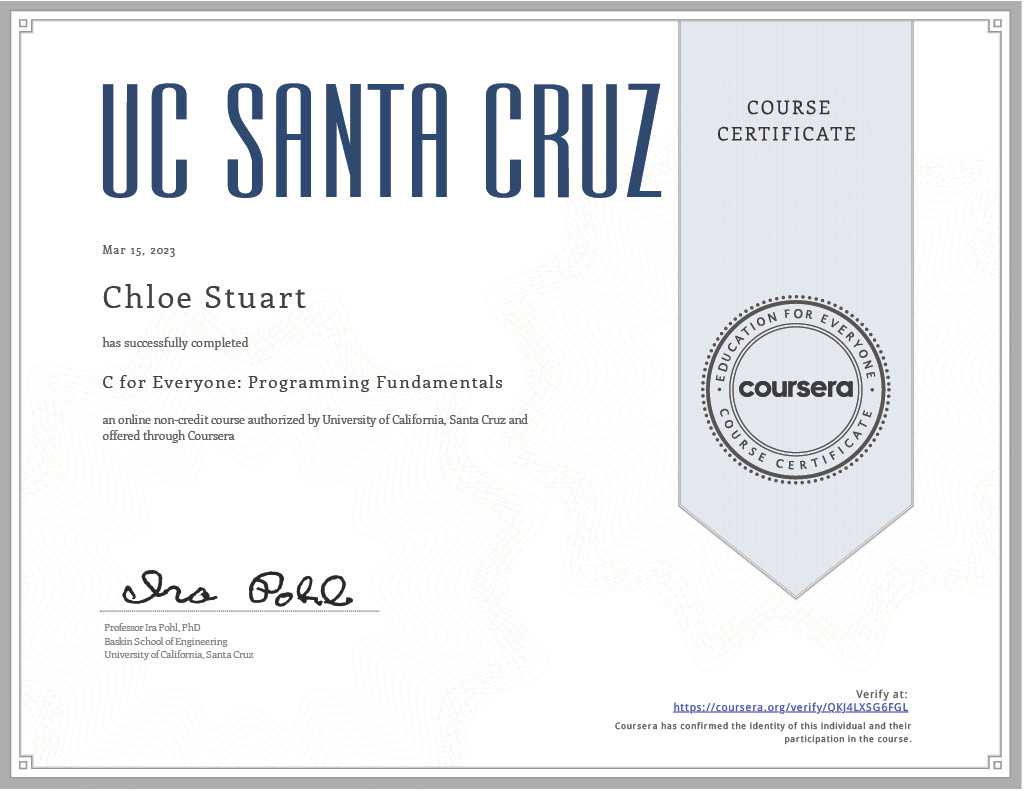 UC SANTA CRUZ
COURSE
CERTIFICATE
Mar 15, 2023
Chloe Stuart
has successfully completed
C for Everyone: Programming Fundamentals
an online non-credit course authorized by University of California, Santa Cruz and
offered through Coursera
EDUCATION FOR EVERYONE
coursera
COURSE CERTIFICATE
Ira Pohl
Professor Ira Pohl, PhD
Baskin School of Engineering
University of California, Santa Cruz
Verify at:
https://coursera.org/verify/QKJ4LXSG6FGL
Coursera has confirmed the identity of this individual and their
participation in the course.